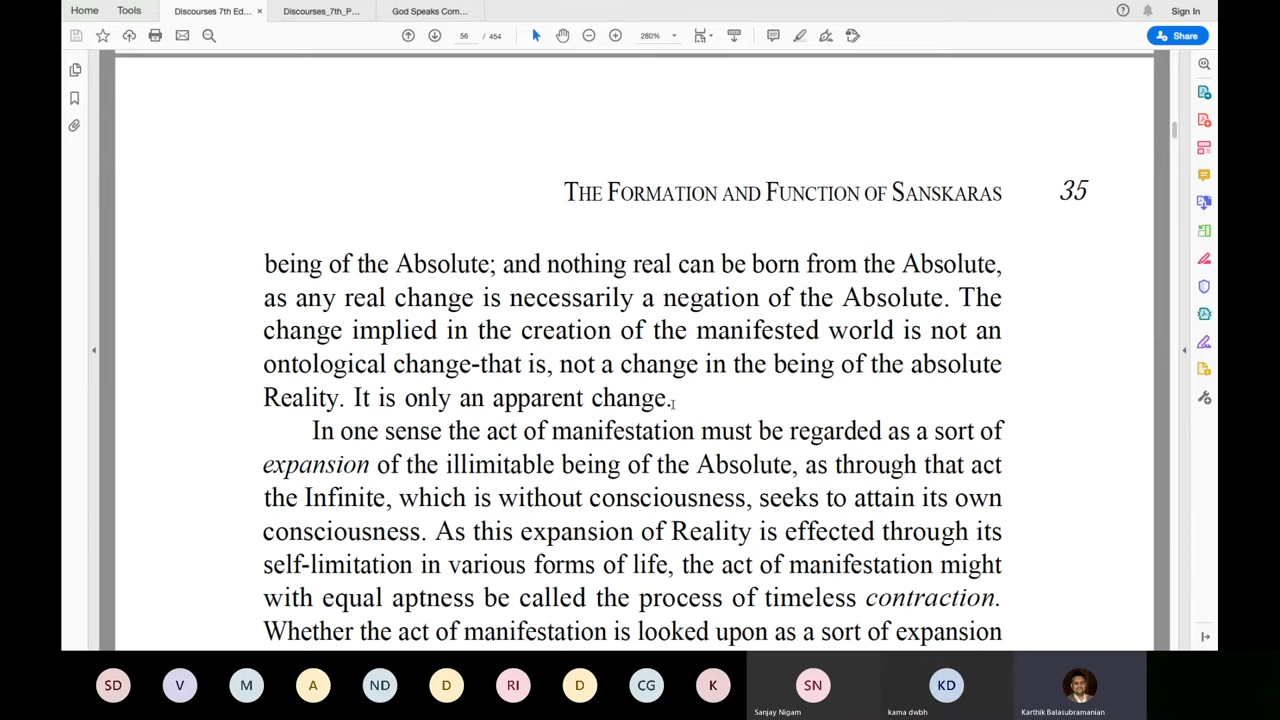 Home Tools Discourses 7th Ed... × Discourses_7th_P... God Speaks Com... Sign In
56 / 454 280% Share
THE FORMATION AND FUNCTION OF SANSKARAS 35
being of the Absolute; and nothing real can be born from the Absolute,
as any real change is necessarily a negation of the Absolute. The
change implied in the creation of the manifested world is not an
ontological change-that is, not a change in the being of the absolute
Reality. It is only an apparent change.
In one sense the act of manifestation must be regarded as a sort of
expansion of the illimitable being of the Absolute, as through that act
the Infinite, which is without consciousness, seeks to attain its own
consciousness. As this expansion of Reality is effected through its
self-limitation in various forms of life, the act of manifestation might
with equal aptness be called the process of timeless contraction.
Whether the act of manifestation is looked upon as a sort of expansion
SD V M A ND D RI D CG K SN KD
Sanjay Nigam kama dwbh Karthik Balasubramanian